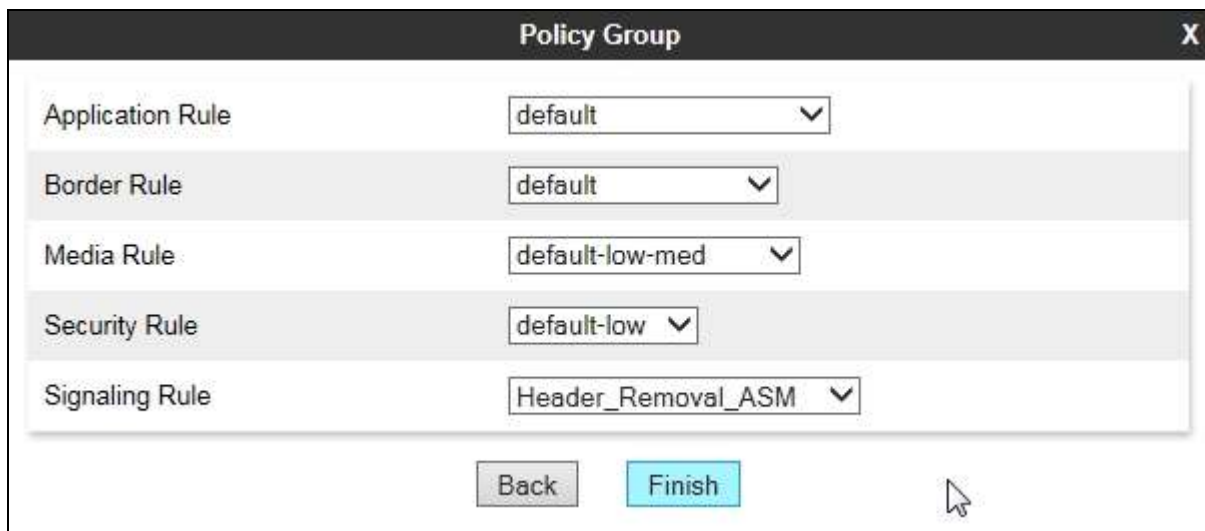 Policy Group X
Application Rule default
Border Rule default
Media Rule default-low-med
Security Rule default-low
Signaling Rule Header_Removal_ASM
Back Finish